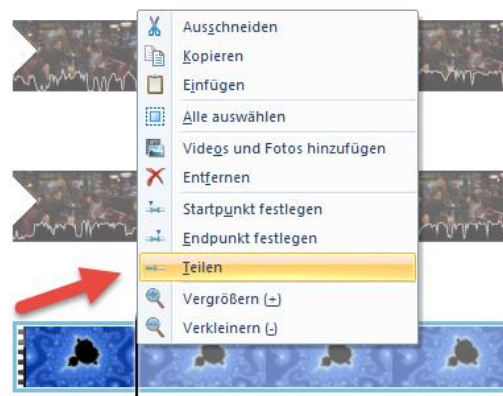 Ausschneiden
Kopieren
Einfügen
Alle auswählen
Videos und Fotos hinzufügen
Entfernen
Startpunkt festlegen
Endpunkt festlegen
Teilen
Vergrößern (+)
Verkleinern (-)